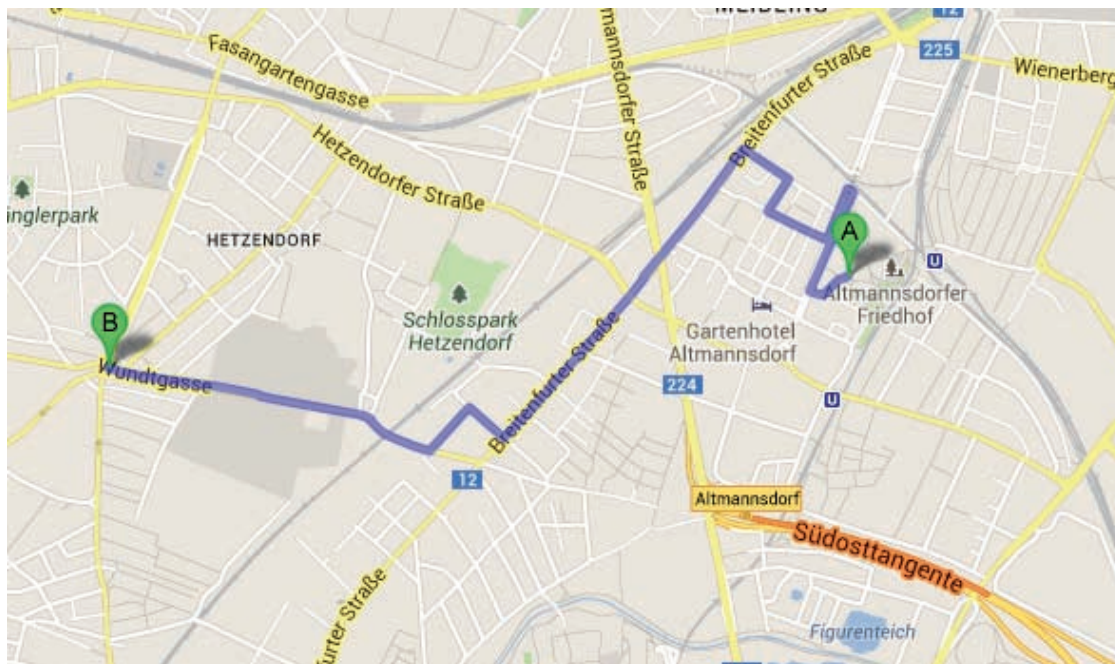 12
225
Wienerberg
Fasangartengasse
Altmannsdorfer Straße
Breitenfurter Straße
Hetzendorfer Straße
inglerpark
HETZENDORF
A
U
Altmannsdorfer
Friedhof
Schlosspark
Hetzendorf
Gartenhotel
Altmannsdorf
B
Wundtgasse
Breitenfurter Straße
224
U
12
Altmannsdorf
Südosttangente
furter Straße
Figurenteich